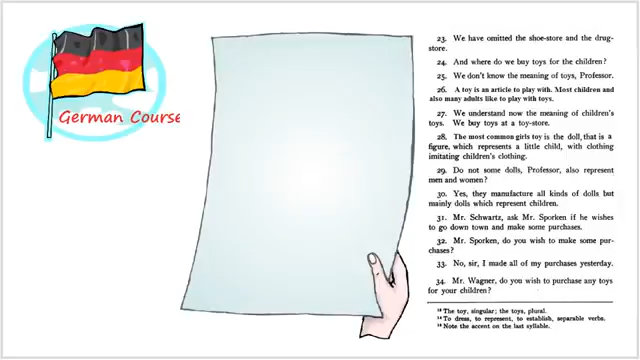 German Course
23. We have omitted the shoe-store and the drug-
store.
24. And where do we buy toys for the children?
25. We don't know the meaning of toys, Professor.
26. A toy is an article to play with. Most children and
also many adults like to play with toys.
27. We understand now the meaning of children's
toys. We buy toys at a toy-store.
28. The most common girls toy is the doll, that is a
figure, which represents a little child, with clothing
imitating children's clothing.
29. Do not some dolls, Professor, also represent
men and women?
30. Yes, they manufacture all kinds of dolls but
mainly dolls which represent children.
31. Mr. Schwartz, ask Mr. Sporken if he wishes
to go down town and make some purchases.
32. Mr. Sporken, do you wish to make some pur-
chases?
33. No, sir, I made all of my purchases yesterday.
34. Mr. Wagner, do you wish to purchase any toys
for your children?
¹³ The toy, singular; the toys, plural.
¹⁴ To dress, to represent, to establish, separable verbs.
¹⁵ Note the accent on the last syllable.